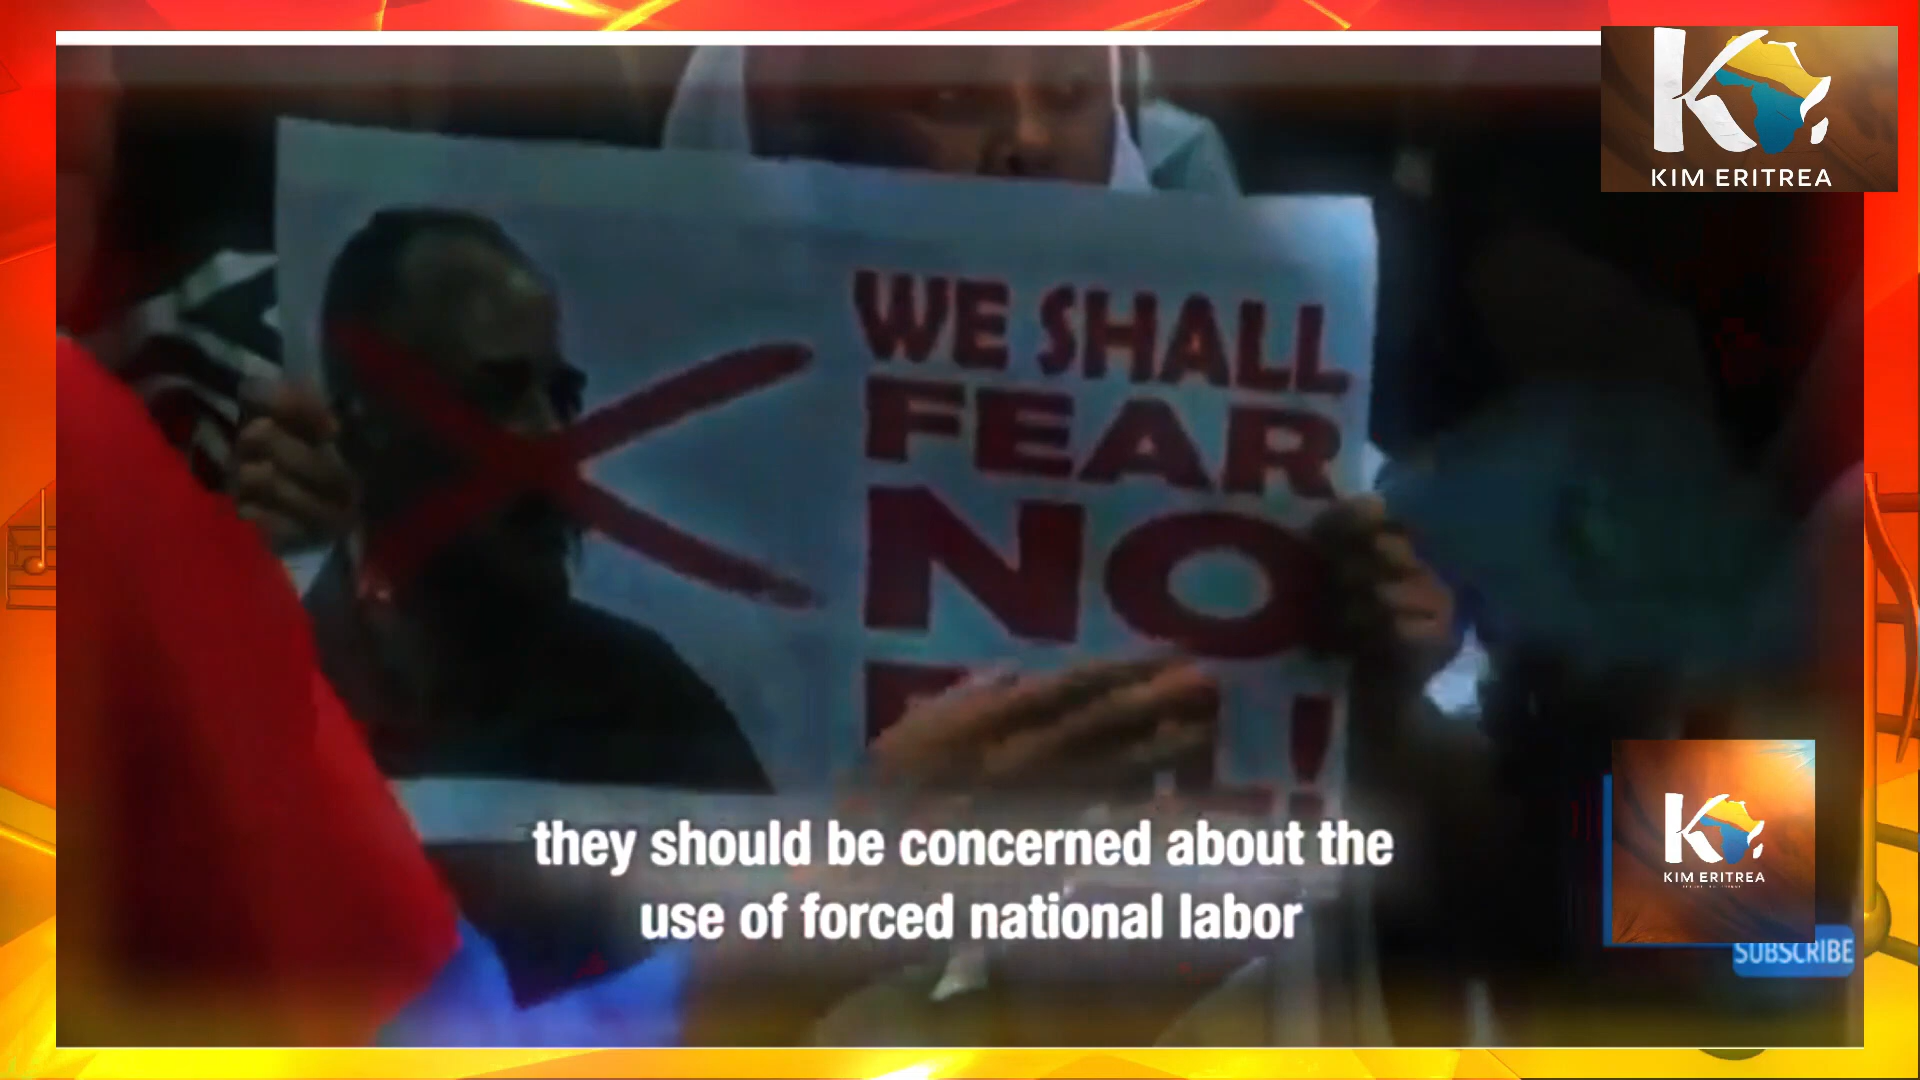 KIM ERITREA
WE SHALL
FEAR
NO
they should be concerned about the
use of forced national labor
KIM ERITREA
SUBSCRIBE